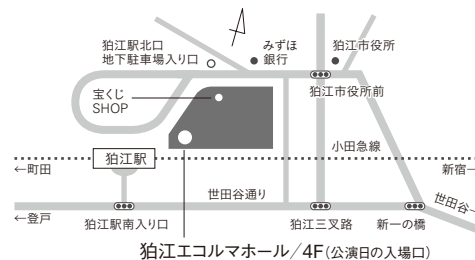 狛江駅北口
地下駐車場入り口
みずほ
銀行
狛江市役所
宝くじ
SHOP
狛江市役所前
小田急線
狛江駅
←町田
新宿
世田谷通り
世田谷
←登戸
狛江駅南入り口
狛江三叉路
新一の橋
狛江エコルマホール/4F(公演日の入場口)